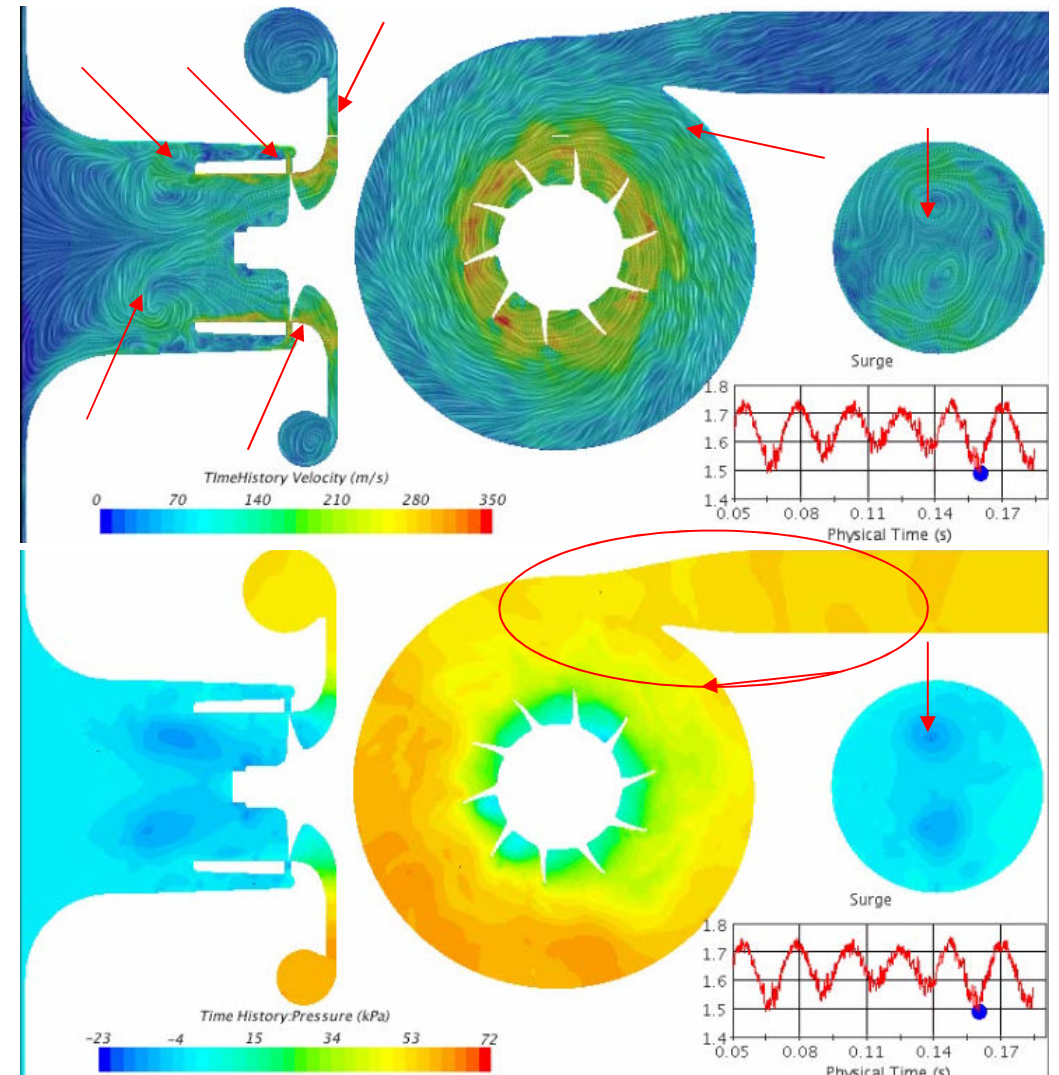 Surge
1.8
1.7
1.6
1.5
1.4
0.05 0.08 0.11 0.14 0.17
Physical Time (s)
TimeHistory Velocity (m/s)
0 70 140 210 280 350
Surge
1.8
1.7
1.6
1.5
1.4
0.05 0.08 0.11 0.14 0.17
Physical Time (s)
Time History:Pressure (kPa)
−23 −4 15 34 53 72